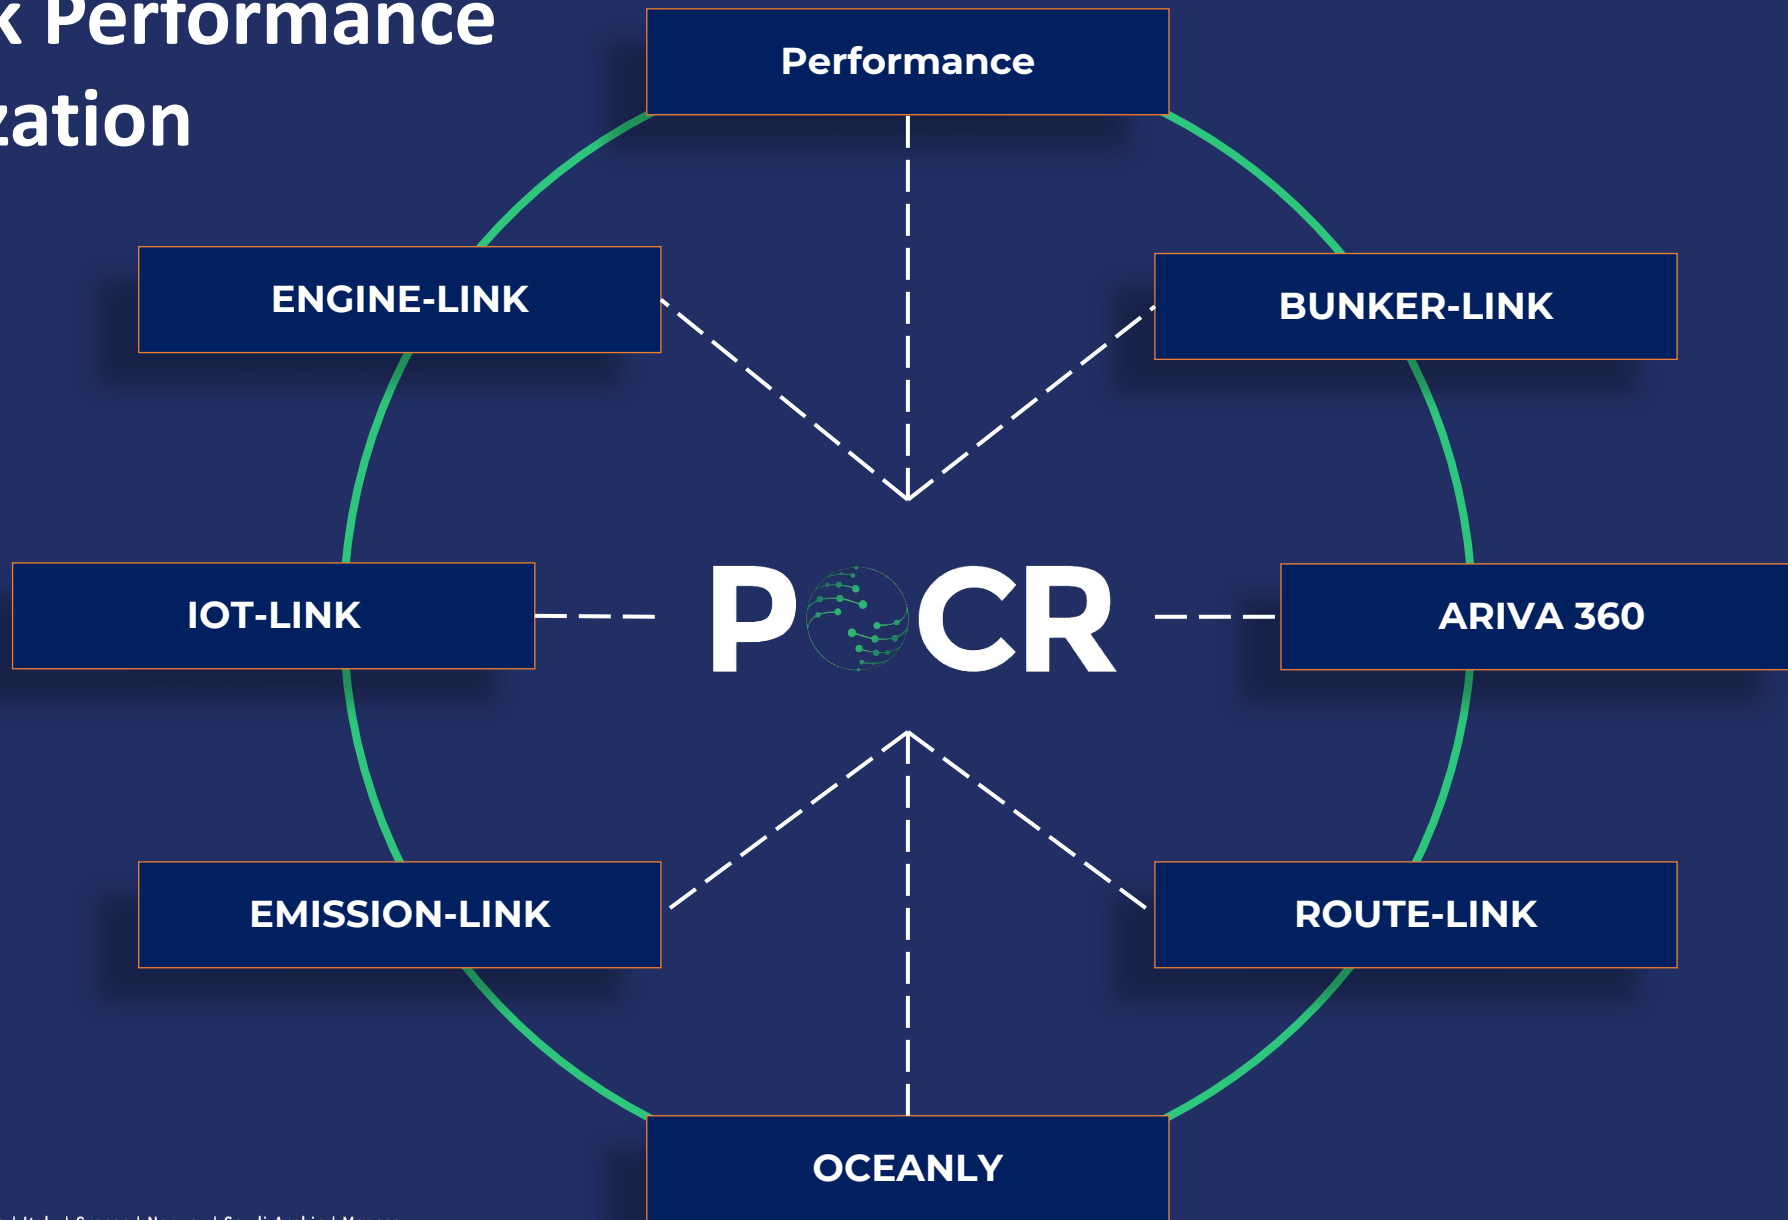 k Performance
zation
Performance
ENGINE-LINK
BUNKER-LINK
IOT-LINK
POCR
ARIVA 360
EMISSION-LINK
ROUTE-LINK
OCEANLY